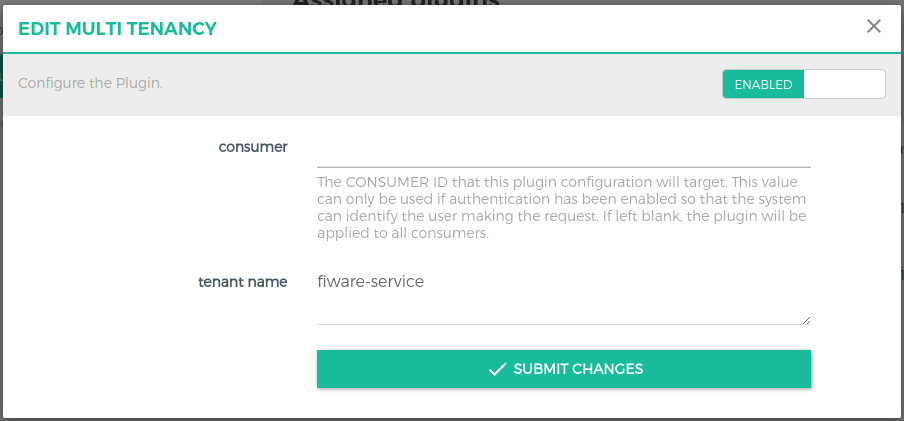 Assigned plugins
EDIT MULTI TENANCY
Configure the Plugin.
ENABLED
consumer
The CONSUMER ID that this plugin configuration will target. This value
can only be used if authentication has been enabled so that the system
can identify the user making the request. If left blank, the plugin will be
applied to all consumers.
tenant name
fiware-service
SUBMIT CHANGES